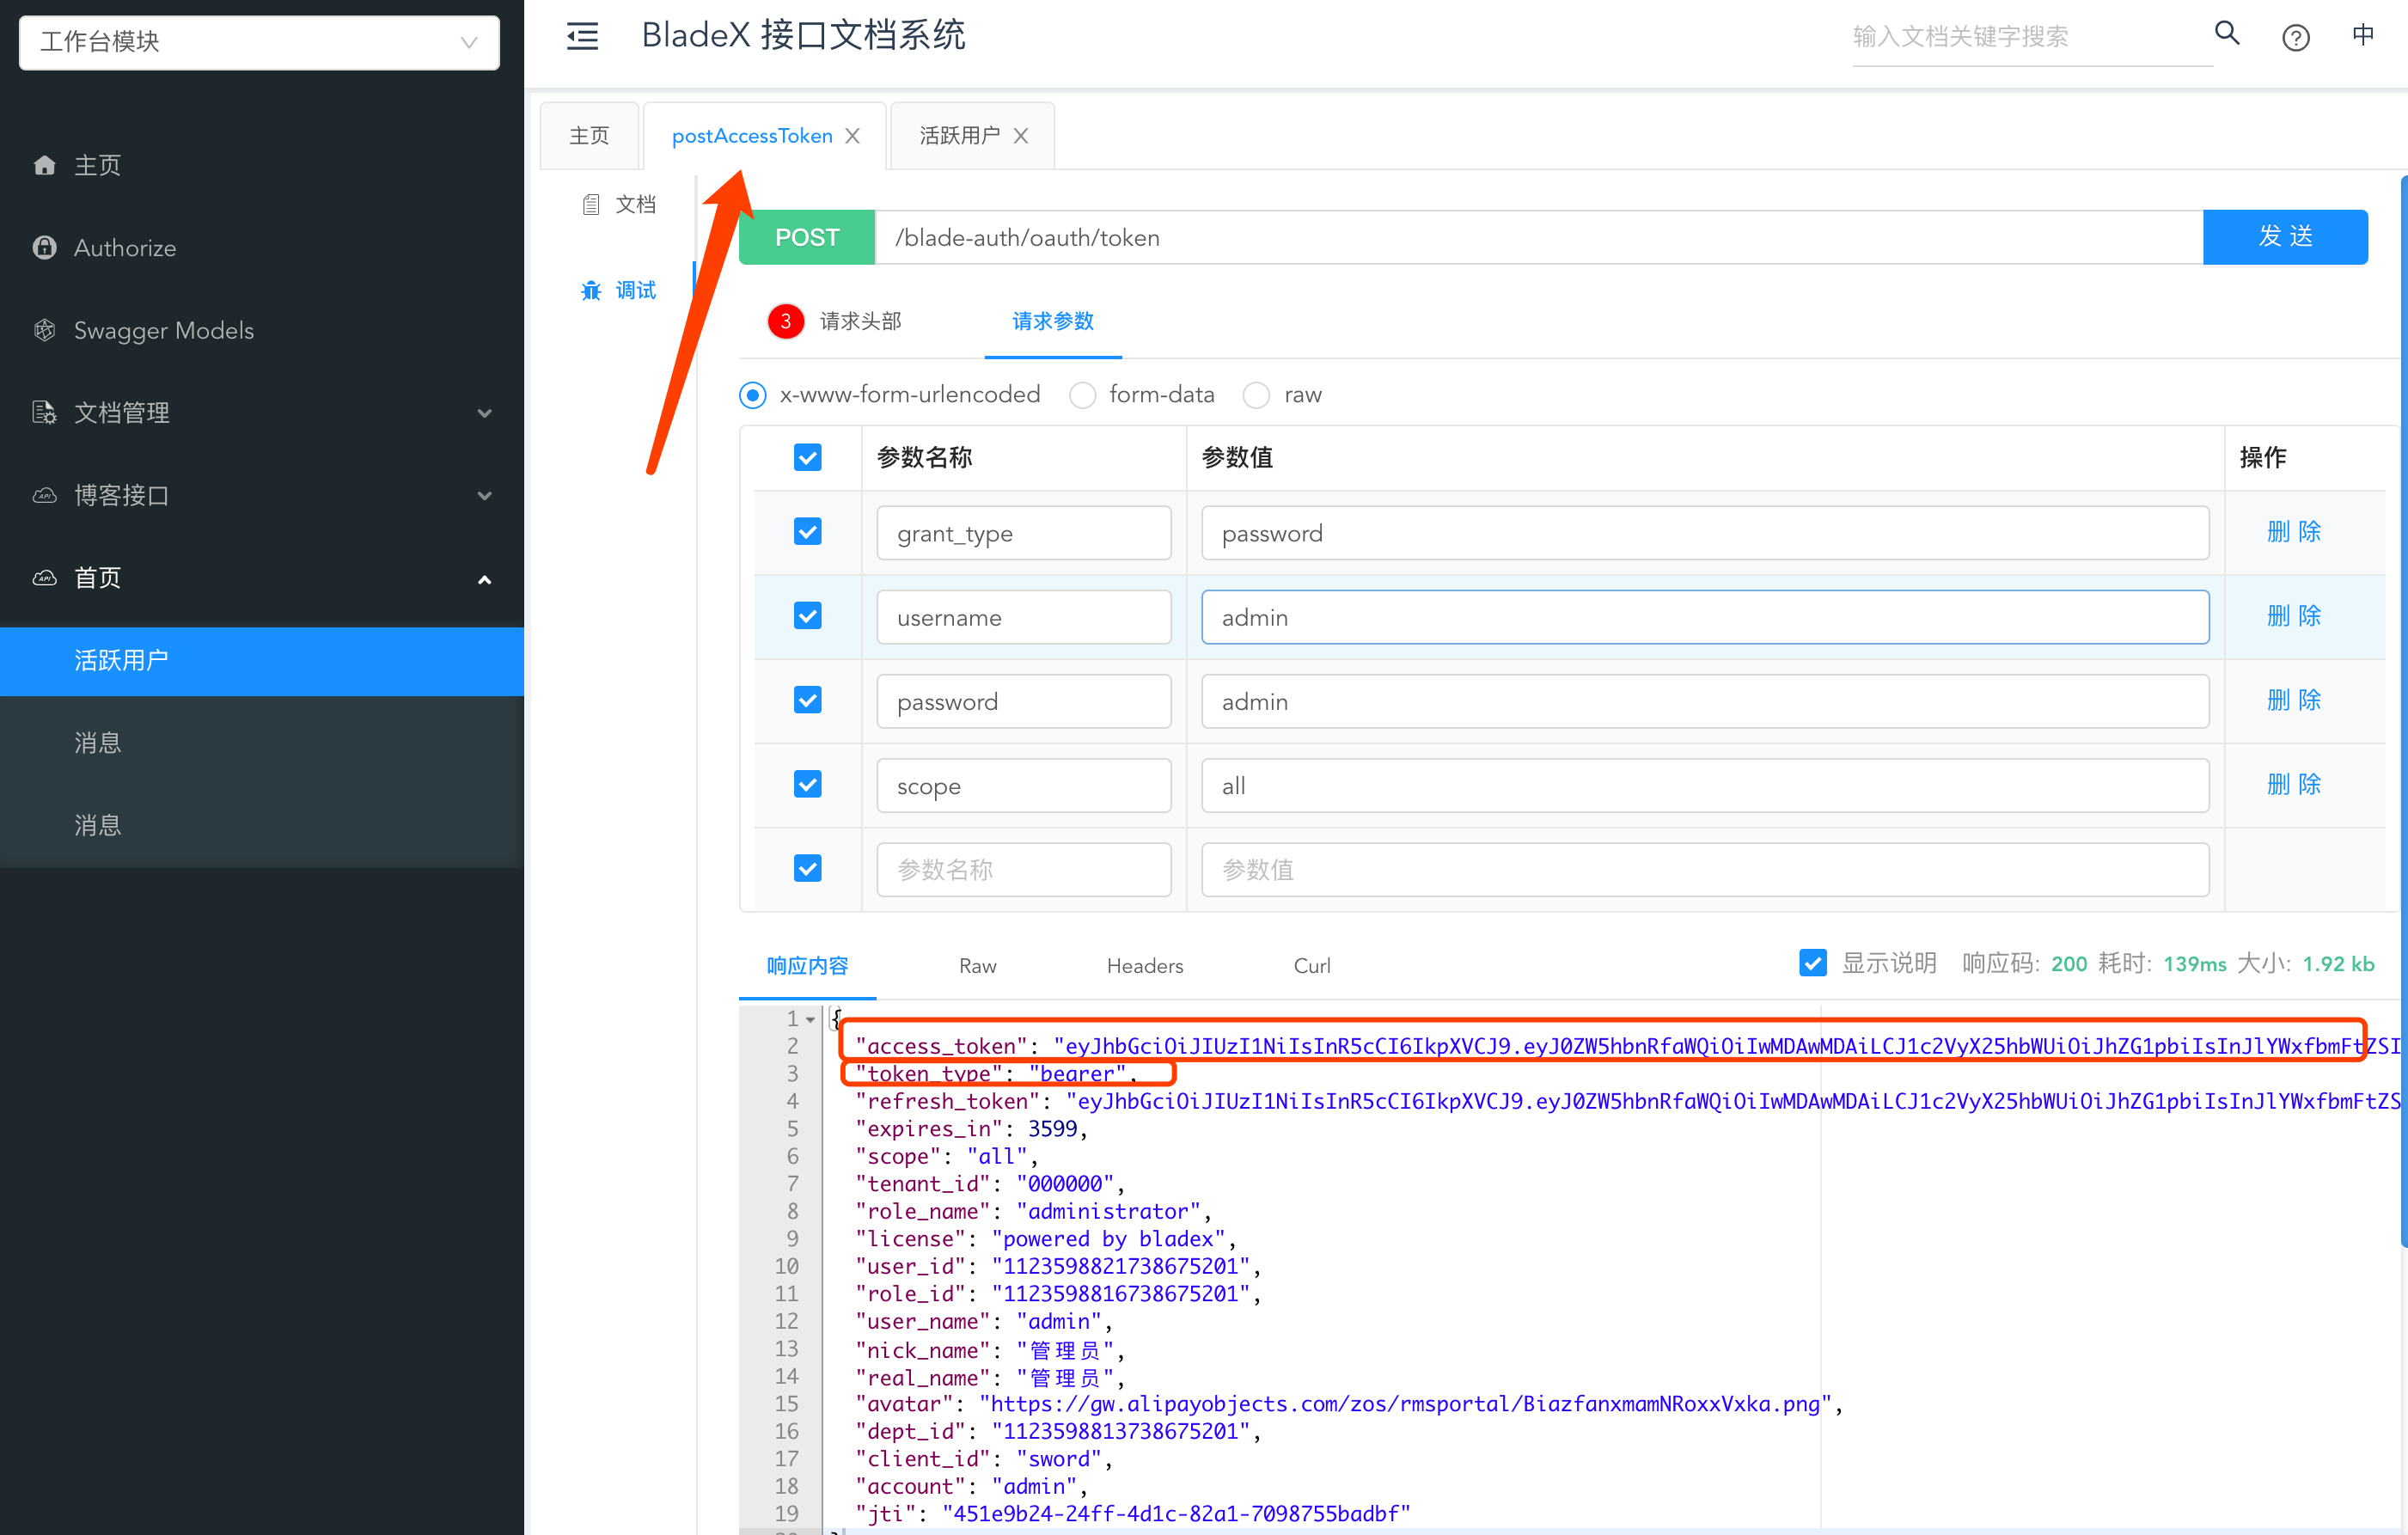 工作台模块
主页
Authorize
Swagger Models
文档管理
博客接口
首页
活跃用户
消息
消息
BladeX 接口文档系统
输入文档关键字搜索
中
主页
postAccessToken
活跃用户
文档
调试
POST /blade-auth/oauth/token 发 送
3 请求头部 请求参数
x-www-form-urlencoded form-data raw
参数名称 参数值 操作
grant_type password 删 除
username admin 删 除
password admin 删 除
scope all 删 除
参数名称 参数值
响应内容 Raw Headers Curl 显示说明 响应码: 200 耗时: 139ms 大小: 1.92 kb
1 {
2 "access_token": "eyJhbGciOiJIUzI1NiIsInR5cCI6IkpXVCJ9.eyJ0ZW5hbnRfaWQiOiIwMDAwMDAiLCJ1c2VyX25hbWUiOiJhZG1pbiIsInJlYWxfbmFtZSI
3 "token_type": "bearer",
4 "refresh_token": "eyJhbGciOiJIUzI1NiIsInR5cCI6IkpXVCJ9.eyJ0ZW5hbnRfaWQiOiIwMDAwMDAiLCJ1c2VyX25hbWUiOiJhZG1pbiIsInJlYWxfbmFtZS
5 "expires_in": 3599,
6 "scope": "all",
7 "tenant_id": "000000",
8 "role_name": "administrator",
9 "license": "powered by bladex",
10 "user_id": "1123598821738675201",
11 "role_id": "1123598816738675201",
12 "user_name": "admin",
13 "nick_name": "管理员",
14 "real_name": "管理员",
15 "avatar": "https://gw.alipayobjects.com/zos/rmsportal/BiazfanxmamNRoxxVxka.png",
16 "dept_id": "1123598813738675201",
17 "client_id": "sword",
18 "account": "admin",
19 "jti": "451e9b24-24ff-4d1c-82a1-7098755badbf"